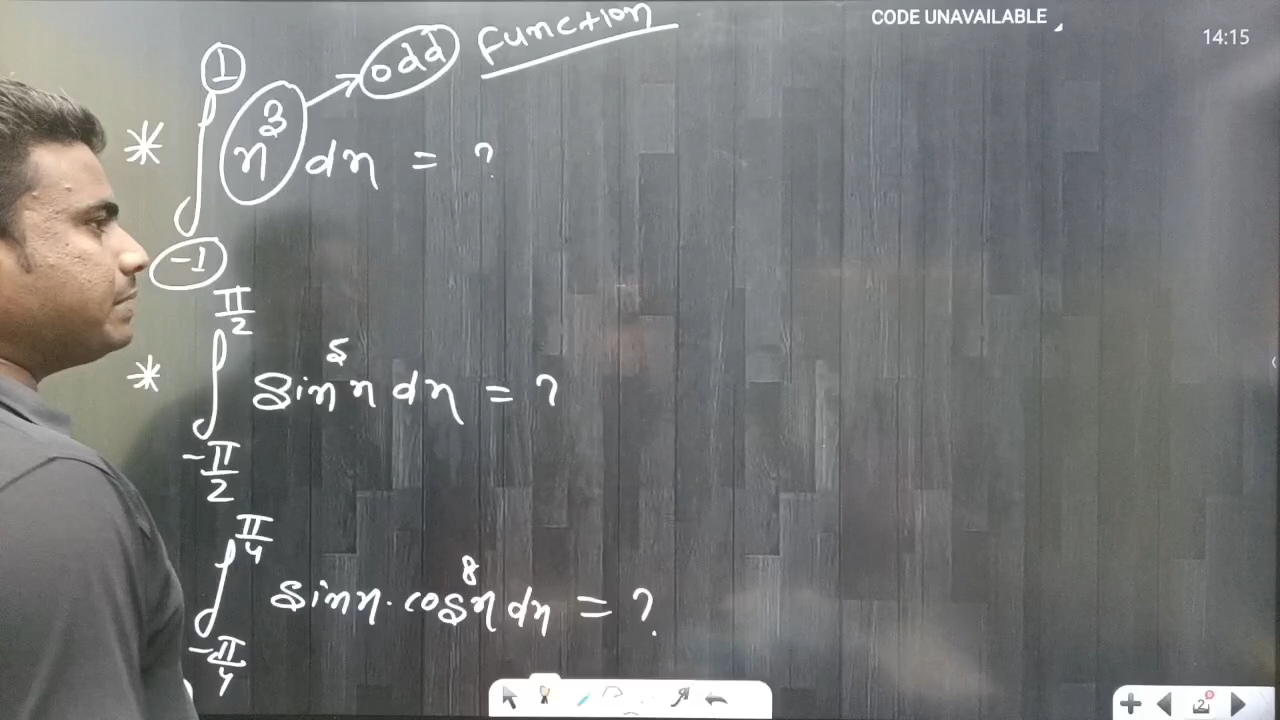 CODE UNAVAILABLE
14:15
* ∫_{-1}^{1} x³ dx = ? → odd function
* ∫_{-π/2}^{π/2} sin⁵x dx = ?
∫_{-π/4}^{π/4} sinx·cos⁸x dx = ?
2